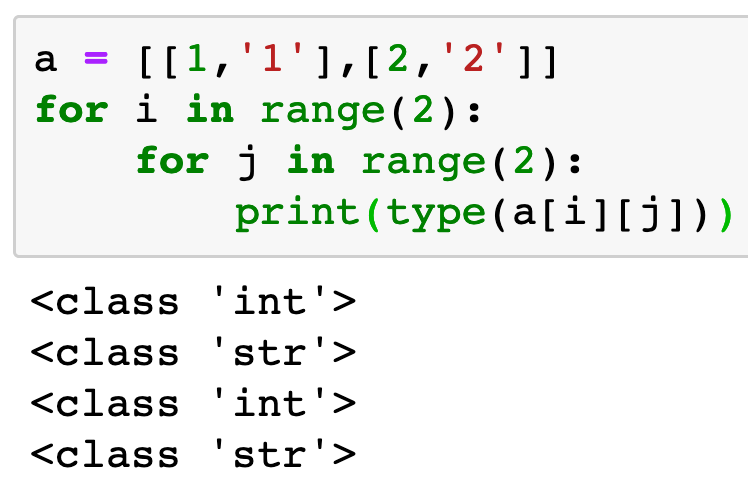 a = [[1,'1'],[2,'2']]
for i in range(2):
    for j in range(2):
        print(type(a[i][j]))
<class 'int'>
<class 'str'>
<class 'int'>
<class 'str'>